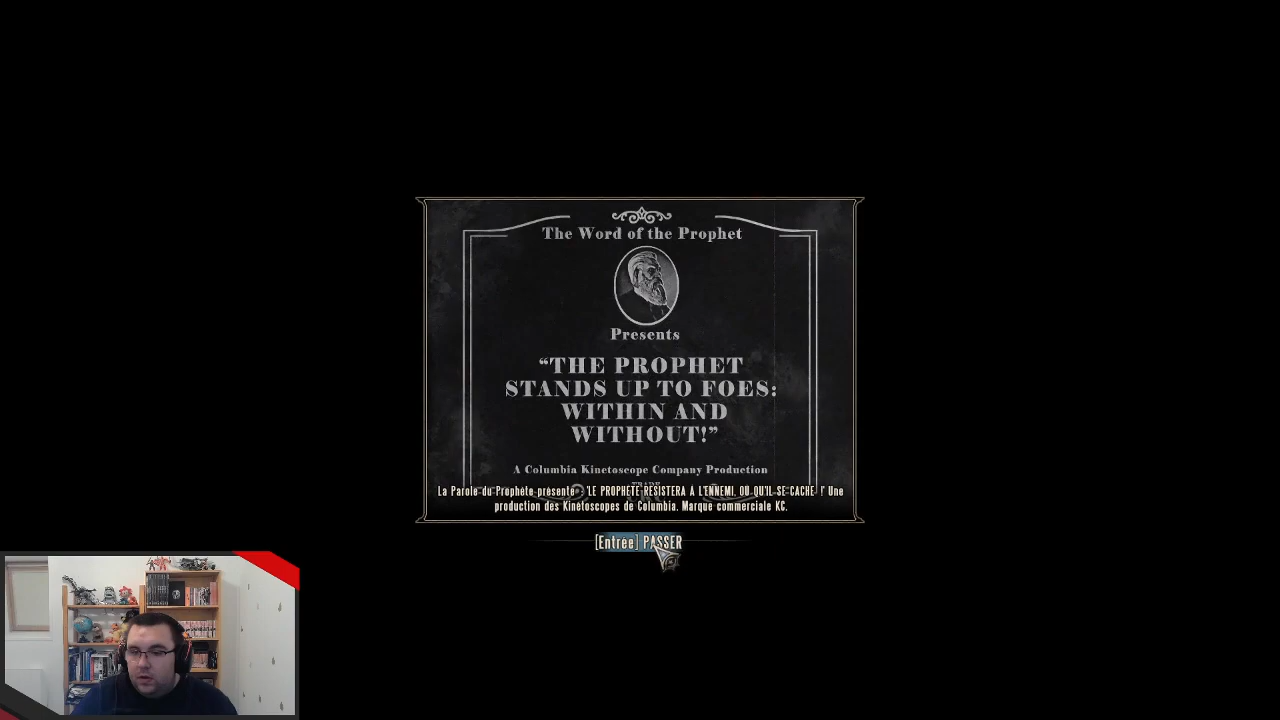 The Word of the Prophet
Presents
“THE PROPHET
STANDS UP TO FOES:
WITHIN AND
WITHOUT!”
A Columbia Kinetoscope Company Production
TRADE
La Parole du Prophète présente : "LE PROPHÈTE RÉSISTERA À L'ENNEMI, OÙ QU'IL SE CACHE !" Une
production des Kinétoscopes de Columbia. Marque commerciale KC.
[Entrée] PASSER